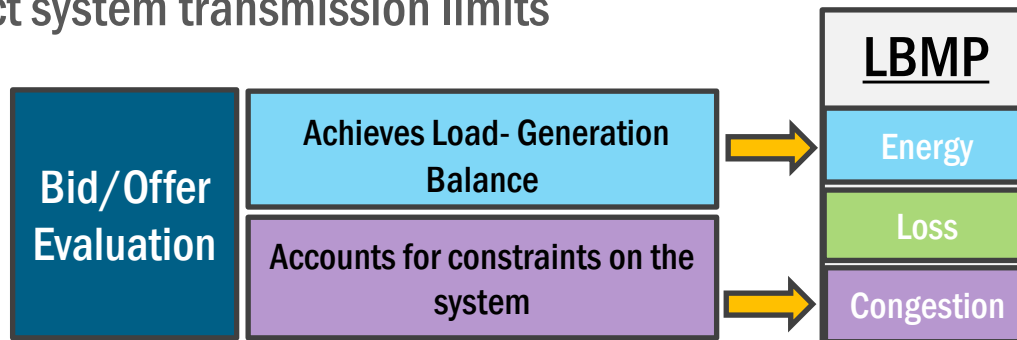 system transmission limits
LBMP
Bid/Offer
Evaluation
Achieves Load- Generation
Balance
Energy
Loss
Accounts for constraints on the
system
Congestion